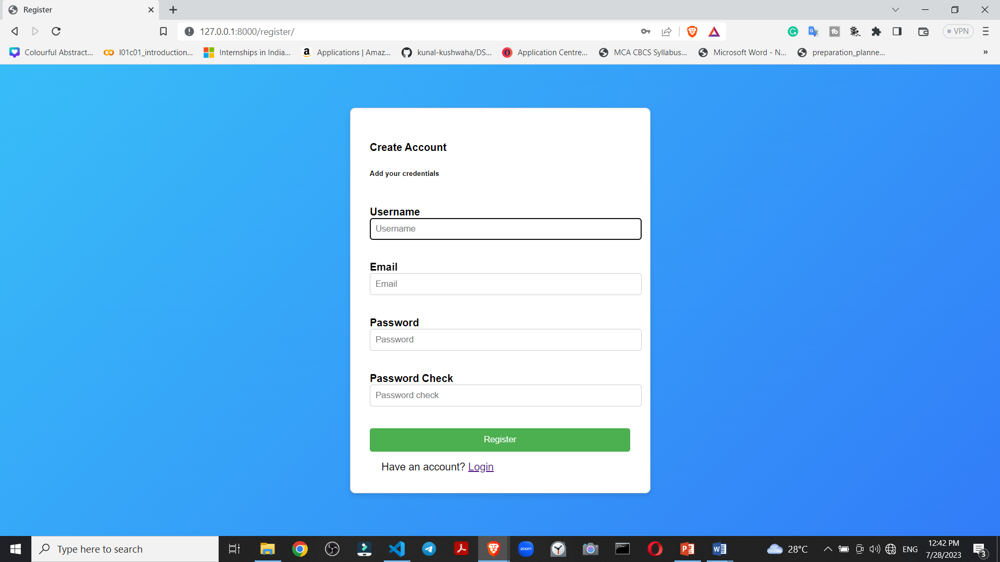 Register
127.0.0.1:8000/register/
VPN
Colourful Abstract... I01c01_introduction... Internships in India... Applications | Amaz... kunal-kushwaha/DS... Application Centre... MCA CBCS Syllabus... Microsoft Word - N... preparation_planne... »
Create Account
Add your credentials
Username
Username
Email
Email
Password
Password
Password Check
Password check
Register
Have an account? Login
Type here to search
zoom
28°C
ENG
12:42 PM
7/28/2023
3